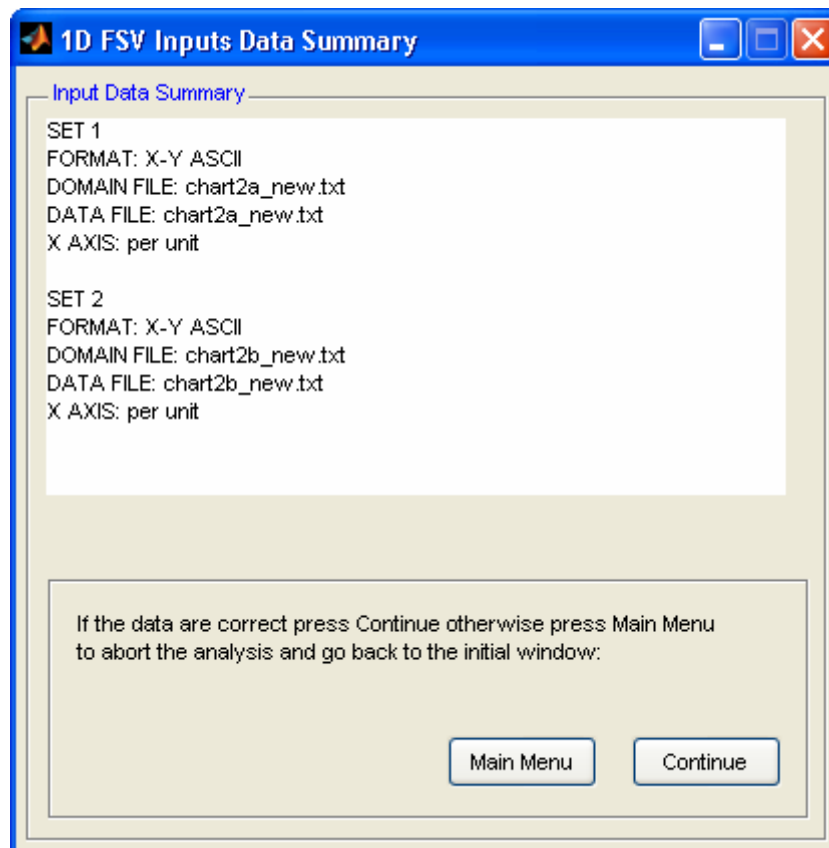 1D FSV Inputs Data Summary
Input Data Summary
SET 1
FORMAT: X-Y ASCII
DOMAIN FILE: chart2a_new.txt
DATA FILE: chart2a_new.txt
X AXIS: per unit
SET 2
FORMAT: X-Y ASCII
DOMAIN FILE: chart2b_new.txt
DATA FILE: chart2b_new.txt
X AXIS: per unit
If the data are correct press Continue otherwise press Main Menu
to abort the analysis and go back to the initial window:
Main Menu Continue